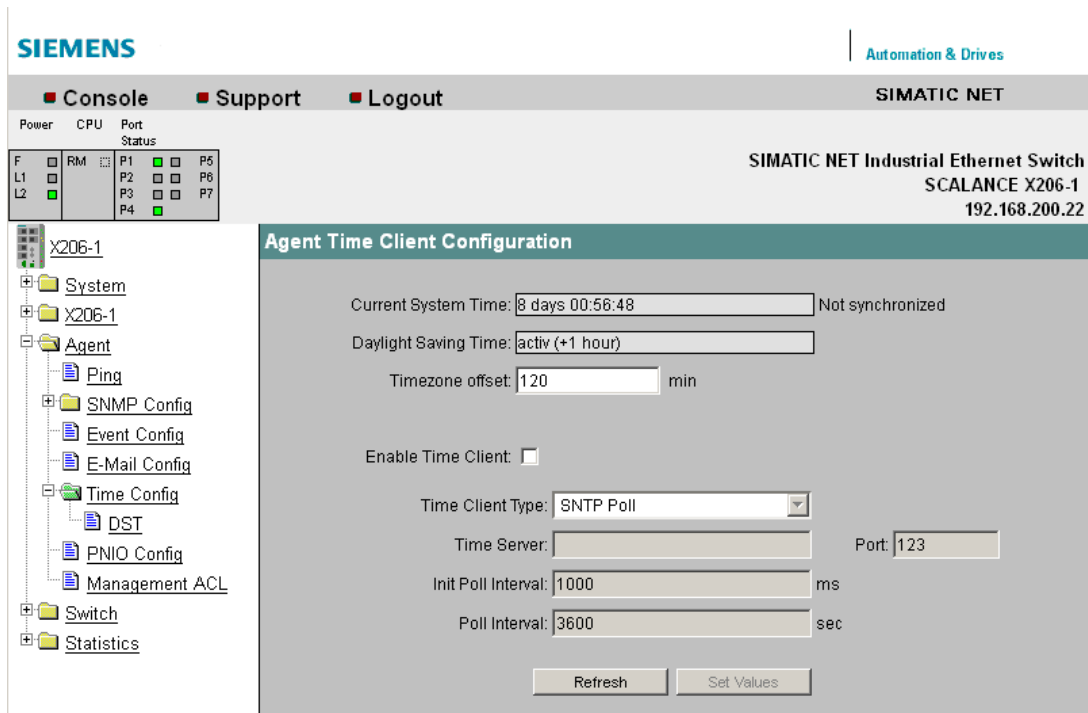 SIEMENS
Automation & Drives
Console Support Logout SIMATIC NET
Power CPU Port Status
F RM P1 P5
L1 P2 P6
L2 P3 P7
P4
SIMATIC NET Industrial Ethernet Switch
SCALANCE X206-1
192.168.200.22
X206-1
System
X206-1
Agent
Ping
SNMP Config
Event Config
E-Mail Config
Time Config
DST
PNIO Config
Management ACL
Switch
Statistics
Agent Time Client Configuration
Current System Time: 8 days 00:56:48 Not synchronized
Daylight Saving Time: activ (+1 hour)
Timezone offset: 120 min
Enable Time Client:
Time Client Type: SNTP Poll
Time Server: Port: 123
Init Poll Interval: 1000 ms
Poll Interval: 3600 sec
Refresh Set Values